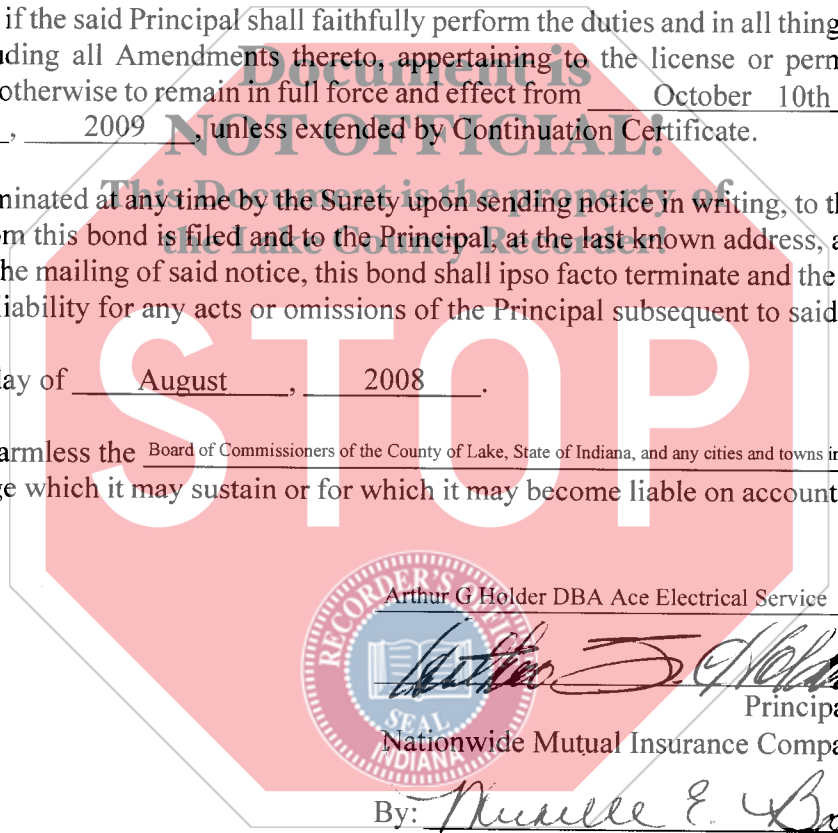 if the said Principal shall faithfully perform the duties and in all thing
ding all Amendments thereto, appertaining to the license or perm
otherwise to remain in full force and effect from October 10th
, 2009 , unless extended by Continuation Certificate.
Document is
NOT OFFICIAL!
This Document is the property of
the Lake County Recorder!
minated at any time by the Surety upon sending notice in writing, to th
m this bond is filed and to the Principal, at the last known address, a
he mailing of said notice, this bond shall ipso facto terminate and the
iability for any acts or omissions of the Principal subsequent to said
STOP
lay of August , 2008 .
armless the Board of Commissioners of the County of Lake, State of Indiana, and any cities and towns in
ge which it may sustain or for which it may become liable on account
RECORDER'S OFFIC
SEAL
INDIANA
Arthur G Holder DBA Ace Electrical Service
Principa
Nationwide Mutual Insurance Compa
By: